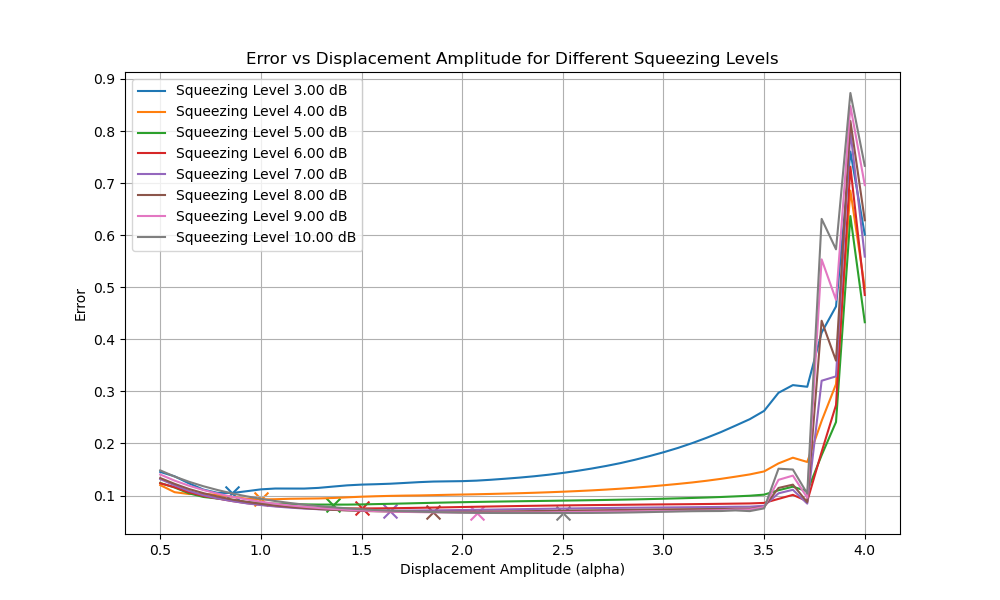 Error vs Displacement Amplitude for Different Squeezing Levels
0.9
0.8
0.7
0.6
0.5
0.4
0.3
0.2
0.1
Error
Squeezing Level 3.00 dB
Squeezing Level 4.00 dB
Squeezing Level 5.00 dB
Squeezing Level 6.00 dB
Squeezing Level 7.00 dB
Squeezing Level 8.00 dB
Squeezing Level 9.00 dB
Squeezing Level 10.00 dB
0.5 1.0 1.5 2.0 2.5 3.0 3.5 4.0
Displacement Amplitude (alpha)